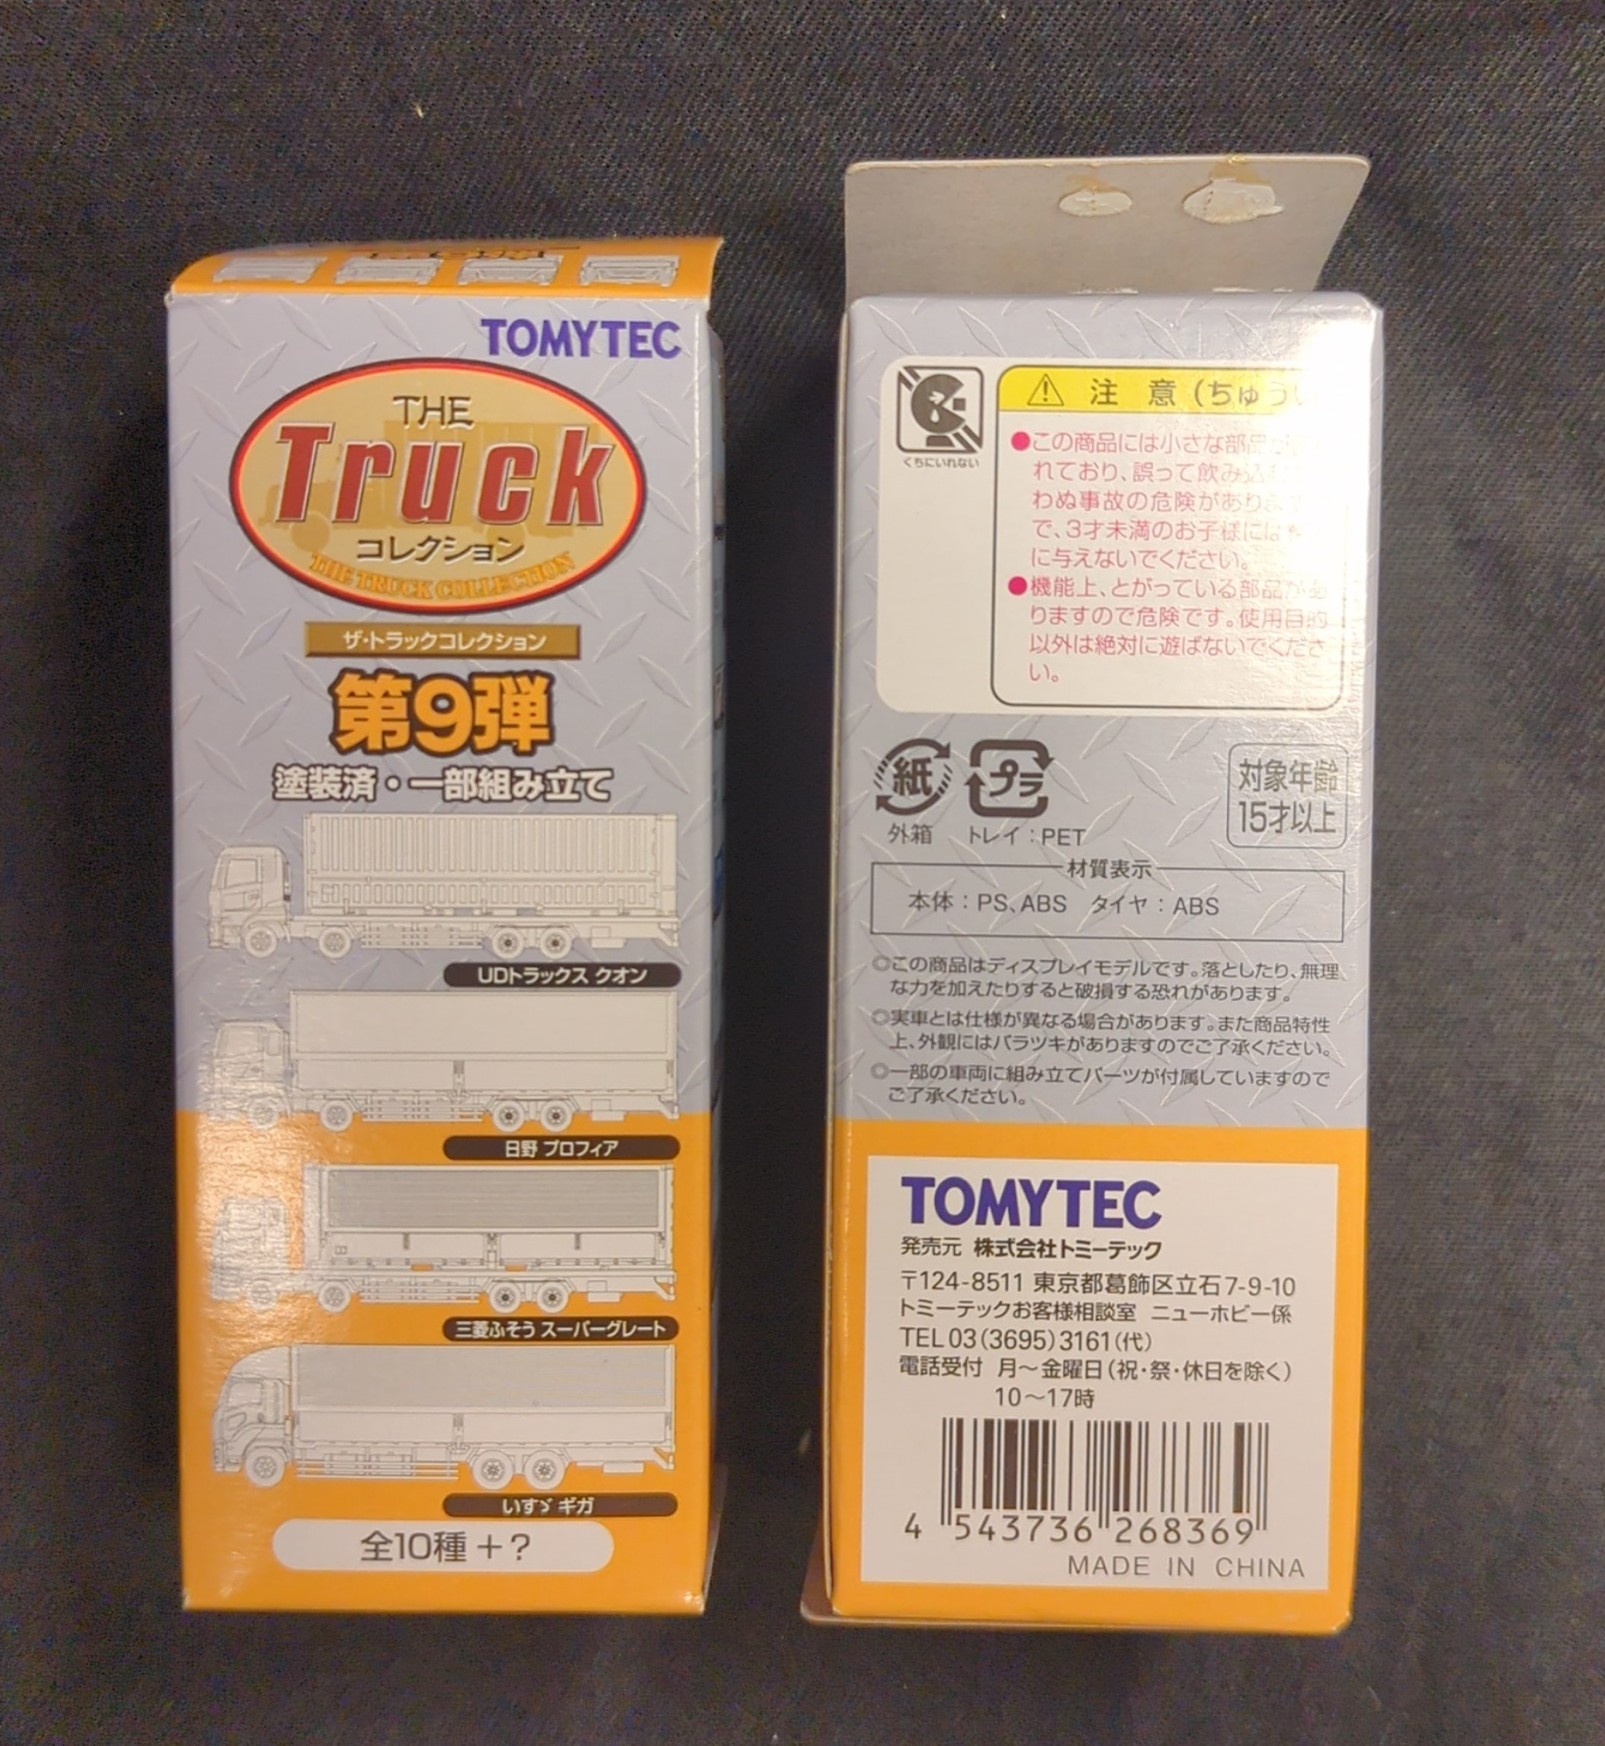 TOMYTEC
THE
Truck
コレクション
THE TRUCK COLLECTION
ザ・トラックコレクション
第9弾
塗装済・一部組み立て
UDトラックス クオン
日野 プロフィア
三菱ふそう スーパーグレート
いすゞ ギガ
全10種+?
くちにいれない
注 意(ちゅう
●この商品には小さな部品が
れており、誤って飲み込
わぬ事故の危険があり
で、3才未満のお子様には
に与えないでください。
●機能上、とがっている部品があ
りますので危険です。使用目的
以外は絶対に遊ばないでくださ
い。
紙
プラ
外箱
トレイ:PET
対象年齢
15才以上
材質表示
本体:PS、ABS タイヤ:ABS
◎この商品はディスプレイモデルです。落としたり、無理
な力を加えたりすると破損する恐れがあります。
◎実車とは仕様が異なる場合があります。また商品特性
上、外観にはバラツキがありますのでご了承ください。
◎一部の車両に組み立てパーツが付属していますので
ご了承ください。
TOMYTEC
発売元 株式会社トミーテック
〒124-8511 東京都葛飾区立石7-9-10
トミーテックお客様相談室 ニューホビー係
TEL 03(3695)3161(代)
電話受付 月～金曜日(祝・祭・休日を除く)
10～17時
4 543736 268369
MADE IN CHINA